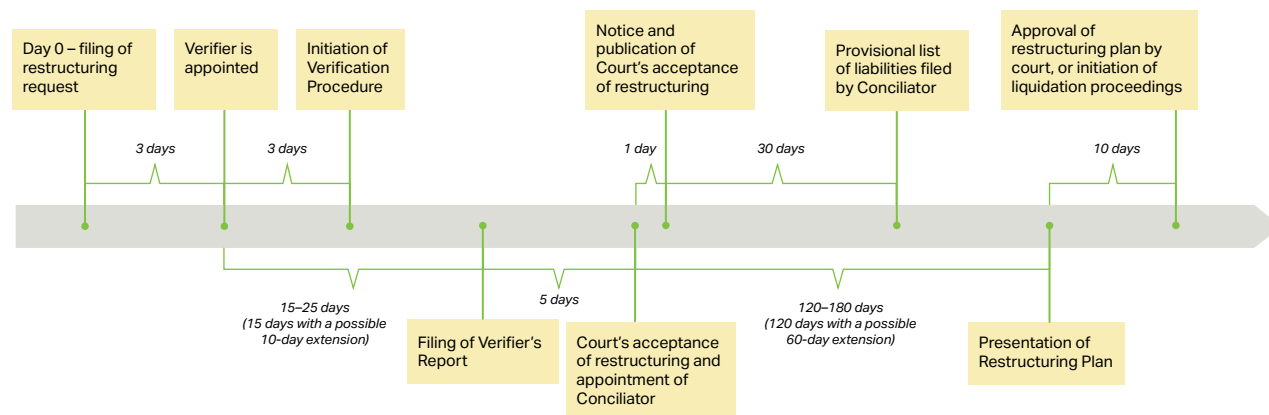 Day 0 – filing of
restructuring
request
Verifier is
appointed
Initiation of
Verification
Procedure
Notice and
publication of
Court's acceptance
of restructuring
Provisional list
of liabilities filed
by Conciliator
Approval of
restructuring plan by
court, or initiation of
liquidation proceedings
3 days
3 days
1 day
30 days
10 days
15–25 days
(15 days with a possible
10-day extension)
5 days
120–180 days
(120 days with a possible
60-day extension)
Filing of Verifier's
Report
Court's acceptance
of restructuring and
appointment of
Conciliator
Presentation of
Restructuring Plan